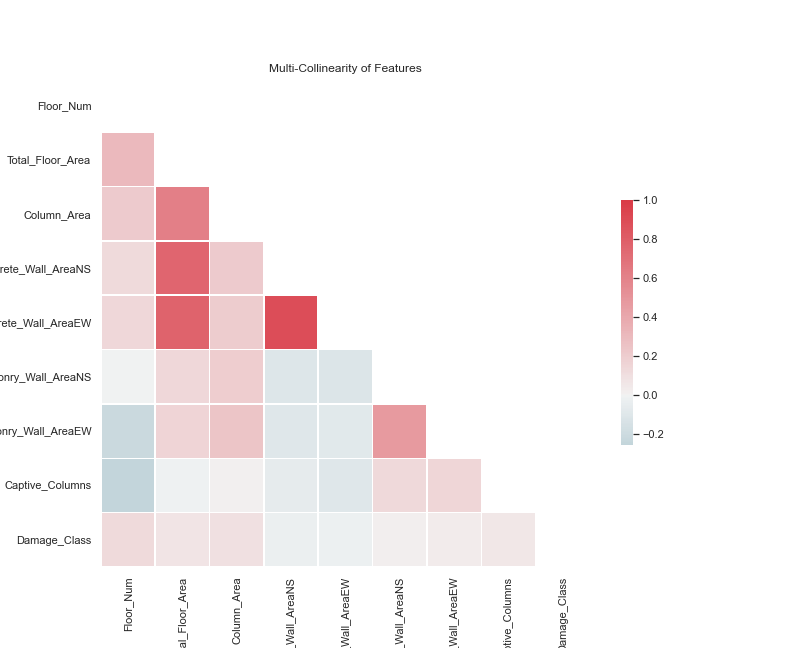 Multi-Collinearity of Features
Floor_Num
Total_Floor_Area
Column_Area
rete_Wall_AreaNS
rete_Wall_AreaEW
onry_Wall_AreaNS
onry_Wall_AreaEW
Captive_Columns
Damage_Class
1.0
0.8
0.6
0.4
0.2
0.0
−0.2
Floor_Num
al_Floor_Area
Column_Area
_Wall_AreaNS
_Wall_AreaEW
_Wall_AreaNS
_Wall_AreaEW
ptive_Columns
Damage_Class